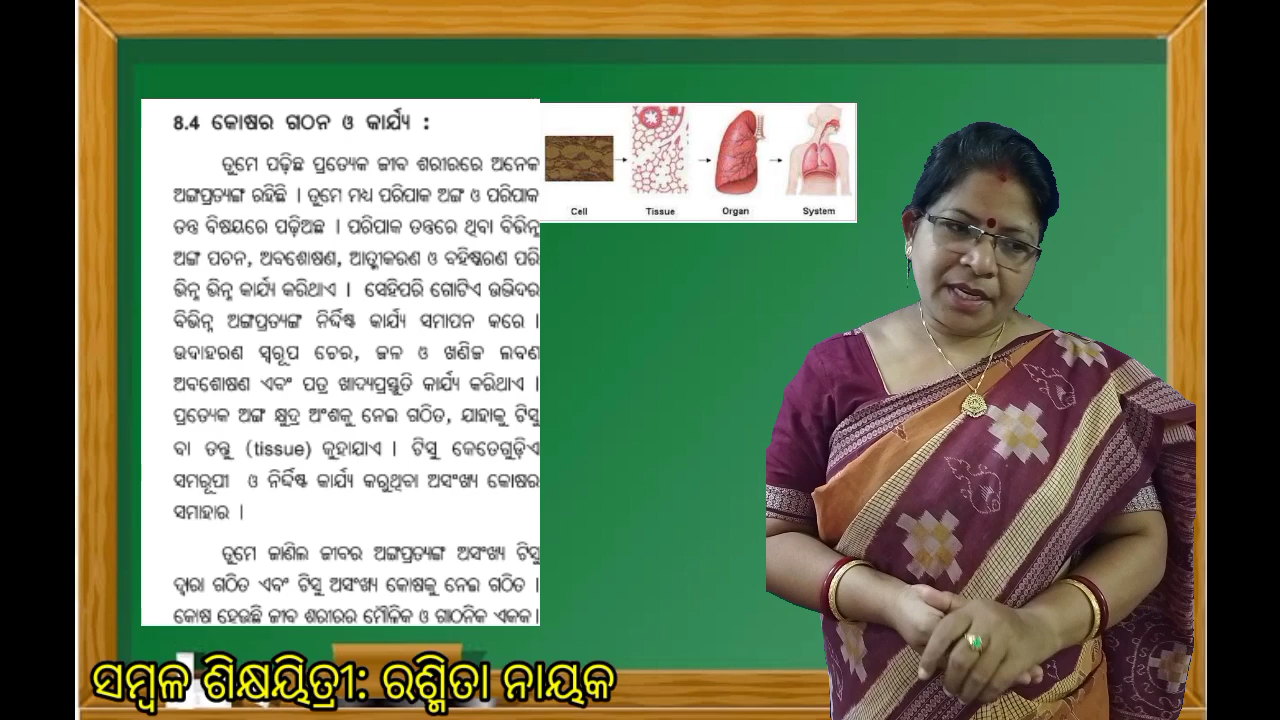 8.4 କୋଷର ଗଠନ ଓ କାର୍ଯ୍ୟ :
ତୁମେ ପଢ଼ିଛ ପ୍ରତ୍ୟେକ ଜୀବ ଶରୀରରେ ଅନେକ
ଅଙ୍ଗପ୍ରତ୍ୟଙ୍ଗ ରହିଛି । ତୁମେ ମଧ୍ୟ ପରିପାକ ଅଙ୍ଗ ଓ ପରିପାକ
ତନ୍ତ୍ର ବିଷୟରେ ପଢ଼ିଅଛ । ପରିପାକ ତନ୍ତ୍ରରେ ଥିବା ବିଭିନ୍ନ
ଅଙ୍ଗ ପଚନ, ଅବଶୋଷଣ, ଆତ୍ମୀକରଣ ଓ ବହିଷ୍କରଣ ପରି
ଭିନ୍ନ ଭିନ୍ନ କାର୍ଯ୍ୟ କରିଥାଏ । ସେହିପରି ଗୋଟିଏ ଉଦ୍ଭିଦର
ବିଭିନ୍ନ ଅଙ୍ଗପ୍ରତ୍ୟଙ୍ଗ ନିର୍ଦ୍ଦିଷ୍ଟ କାର୍ଯ୍ୟ ସମାପନ କରେ ।
ଉଦାହରଣ ସ୍ୱରୂପ ଚେର, ଜଳ ଓ ଖଣିଜ ଲବଣ
ଅବଶୋଷଣ ଏବଂ ପତ୍ର ଖାଦ୍ୟପ୍ରସ୍ତୁତି କାର୍ଯ୍ୟ କରିଥାଏ ।
ପ୍ରତ୍ୟେକ ଅଙ୍ଗ କ୍ଷୁଦ୍ର ଅଂଶକୁ ନେଇ ଗଠିତ, ଯାହାକୁ ଟିସୁ
ବା ତନ୍ତୁ (tissue) କୁହାଯାଏ । ଟିସୁ କେତେଗୁଡ଼ିଏ
ସମରୂପୀ ଓ ନିର୍ଦ୍ଦିଷ୍ଟ କାର୍ଯ୍ୟ କରୁଥିବା ଅସଂଖ୍ୟ କୋଷର
ସମାହାର ।
ତୁମେ ଜାଣିଲ ଜୀବର ଅଙ୍ଗପ୍ରତ୍ୟଙ୍ଗ ଅସଂଖ୍ୟ ଟିସୁ
ଦ୍ୱାରା ଗଠିତ ଏବଂ ଟିସୁ ଅସଂଖ୍ୟ କୋଷକୁ ନେଇ ଗଠିତ ।
କୋଷ ହେଉଛି ଜୀବ ଶରୀରର ମୌଳିକ ଓ ଗାଠନିକ ଏକକ।
Cell Tissue Organ System
ସମ୍ବଳ ଶିକ୍ଷୟିତ୍ରୀ: ରଶ୍ମିତା ନାୟକ